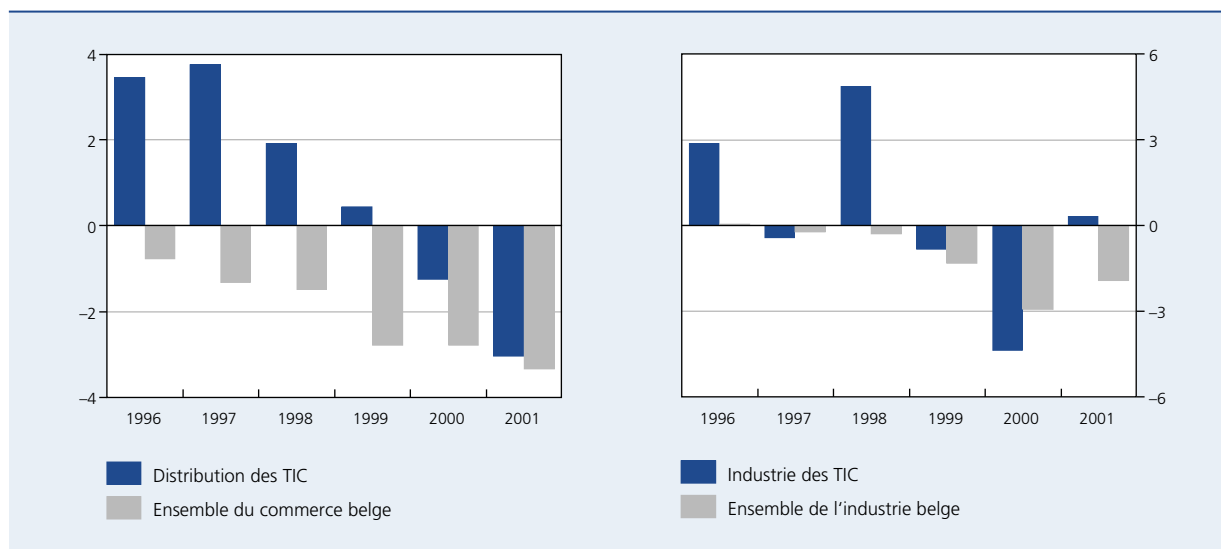 4
2
0
–2
–4
1996 1997 1998 1999 2000 2001
Distribution des TIC
Ensemble du commerce belge
6
3
0
–3
–6
1996 1997 1998 1999 2000 2001
Industrie des TIC
Ensemble de l’industrie belge